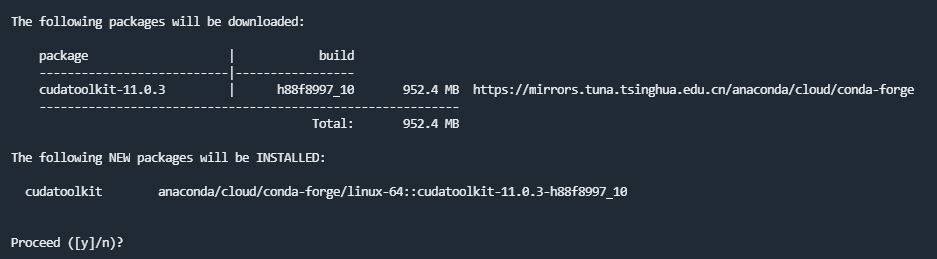 The following packages will be downloaded:
package | build
---------------------------|-----------------
cudatoolkit-11.0.3 | h88f8997_10 952.4 MB https://mirrors.tuna.tsinghua.edu.cn/anaconda/cloud/conda-forge
------------------------------------------------------------
Total: 952.4 MB
The following NEW packages will be INSTALLED:
cudatoolkit anaconda/cloud/conda-forge/linux-64::cudatoolkit-11.0.3-h88f8997_10
Proceed ([y]/n)?